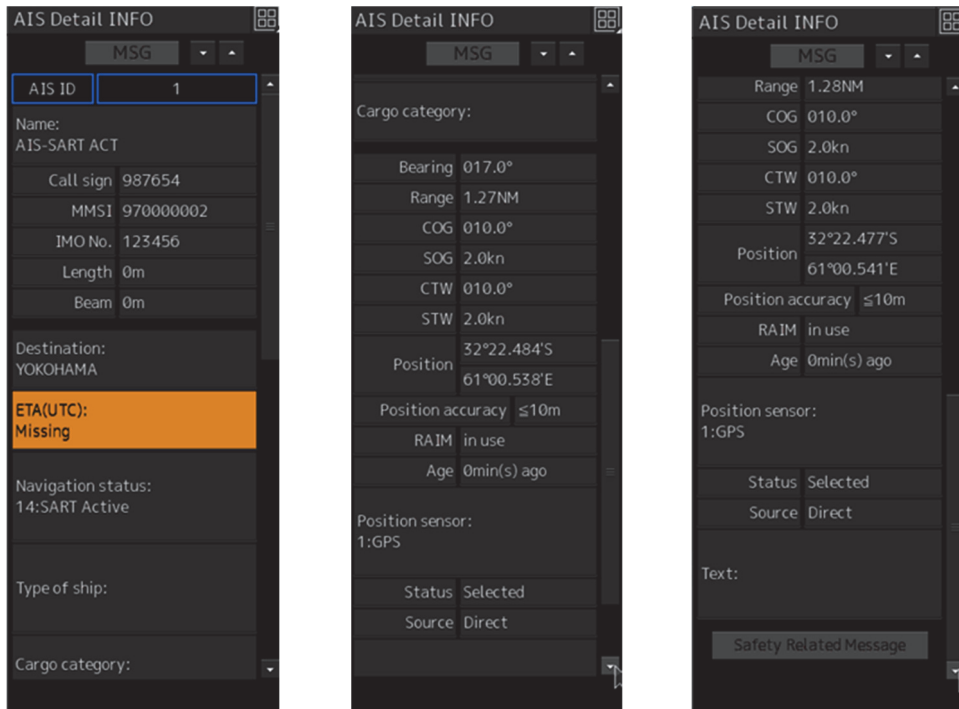 AIS Detail INFO
MSG
AIS ID 1
Name:
AIS-SART ACT
Call sign 987654
MMSI 970000002
IMO No. 123456
Length 0m
Beam 0m
Destination:
YOKOHAMA
ETA(UTC):
Missing
Navigation status:
14:SART Active
Type of ship:
Cargo category:
AIS Detail INFO
MSG
Cargo category:
Bearing 017.0°
Range 1.27NM
COG 010.0°
SOG 2.0kn
CTW 010.0°
STW 2.0kn
Position 32°22.484'S
61°00.538'E
Position accuracy ≦10m
RAIM in use
Age 0min(s) ago
Position sensor:
1:GPS
Status Selected
Source Direct
AIS Detail INFO
MSG
Range 1.28NM
COG 010.0°
SOG 2.0kn
CTW 010.0°
STW 2.0kn
Position 32°22.477'S
61°00.541'E
Position accuracy ≦10m
RAIM in use
Age 0min(s) ago
Position sensor:
1:GPS
Status Selected
Source Direct
Text:
Safety Related Message